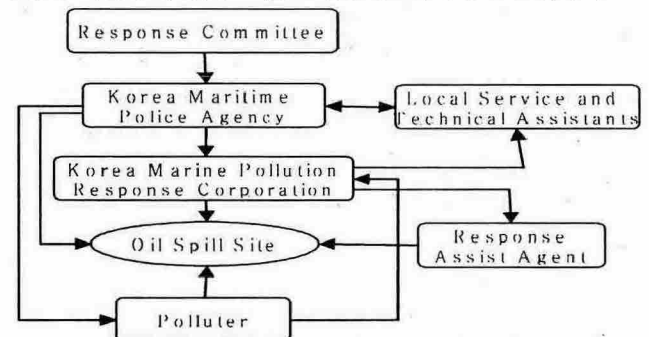 Response Committee
Korea Maritime
Police Agency
Local Service and
Technical Assistants
Korea Marine Pollution
Response Corporation
Oil Spill Site
Response
Assist Agent
Polluter